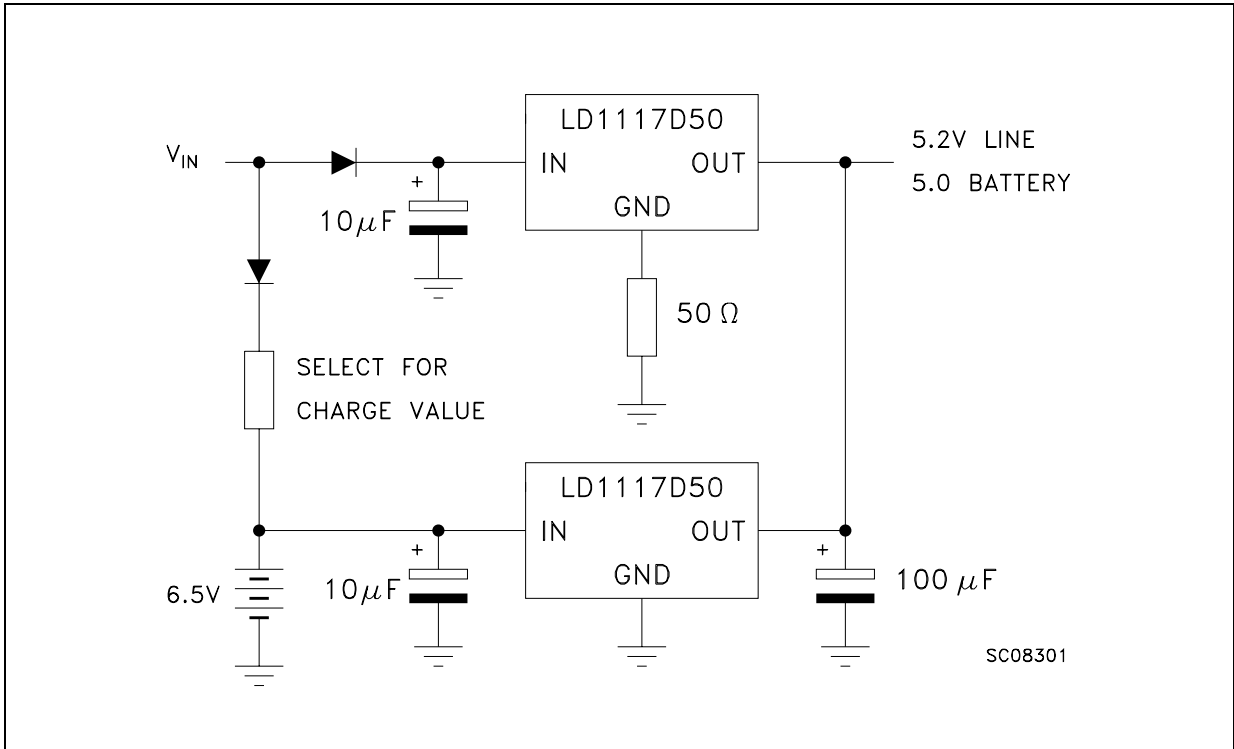 LD1117D50
V_IN
IN
OUT
5.2V LINE
5.0 BATTERY
+
10μF
GND
50 Ω
SELECT FOR
CHARGE VALUE
LD1117D50
IN
OUT
+
+
6.5V
10μF
GND
100 μF
SC08301